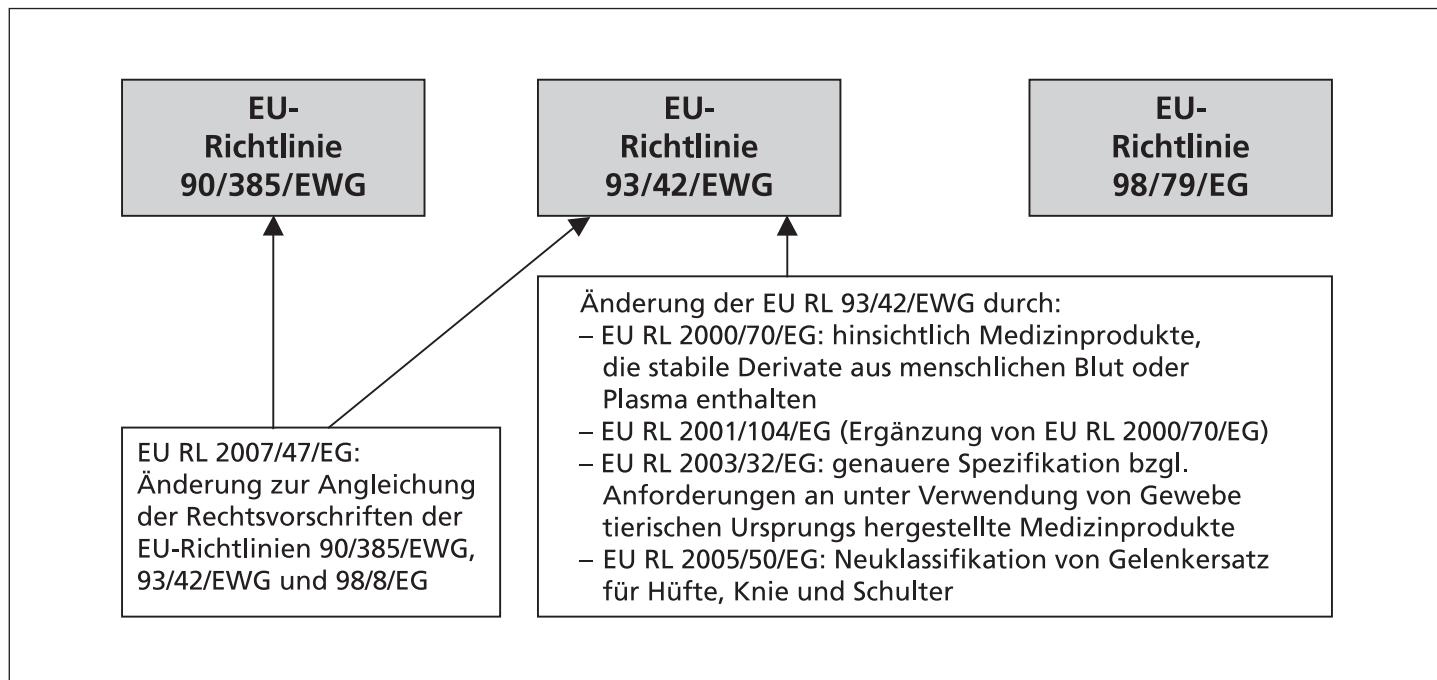 EU-
Richtlinie
90/385/EWG
EU-
Richtlinie
93/42/EWG
EU-
Richtlinie
98/79/EG
EU RL 2007/47/EG:
Änderung zur Angleichung
der Rechtsvorschriften der
EU-Richtlinien 90/385/EWG,
93/42/EWG und 98/8/EG
Änderung der EU RL 93/42/EWG durch:
– EU RL 2000/70/EG: hinsichtlich Medizinprodukte,
die stabile Derivate aus menschlichen Blut oder
Plasma enthalten
– EU RL 2001/104/EG (Ergänzung von EU RL 2000/70/EG)
– EU RL 2003/32/EG: genauere Spezifikation bzgl.
Anforderungen an unter Verwendung von Gewebe
tierischen Ursprungs hergestellte Medizinprodukte
– EU RL 2005/50/EG: Neuklassifikation von Gelenkersatz
für Hüfte, Knie und Schulter